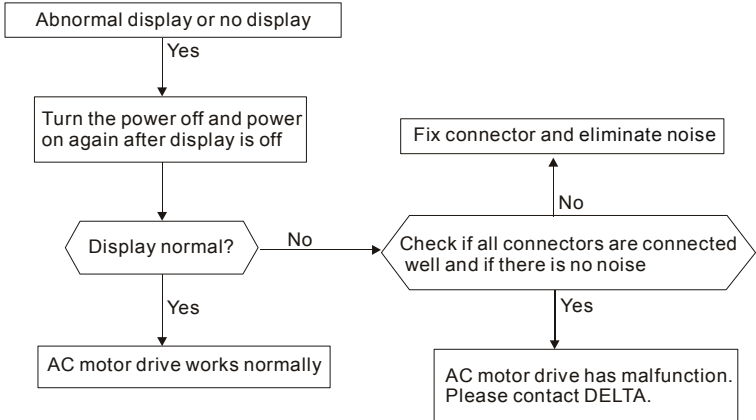 Abnormal display or no display
Yes
Turn the power off and power
on again after display is off
Fix connector and eliminate noise
No
Display normal?
No
Check if all connectors are connected
well and if there is no noise
Yes
Yes
AC motor drive works normally
AC motor drive has malfunction.
Please contact DELTA.